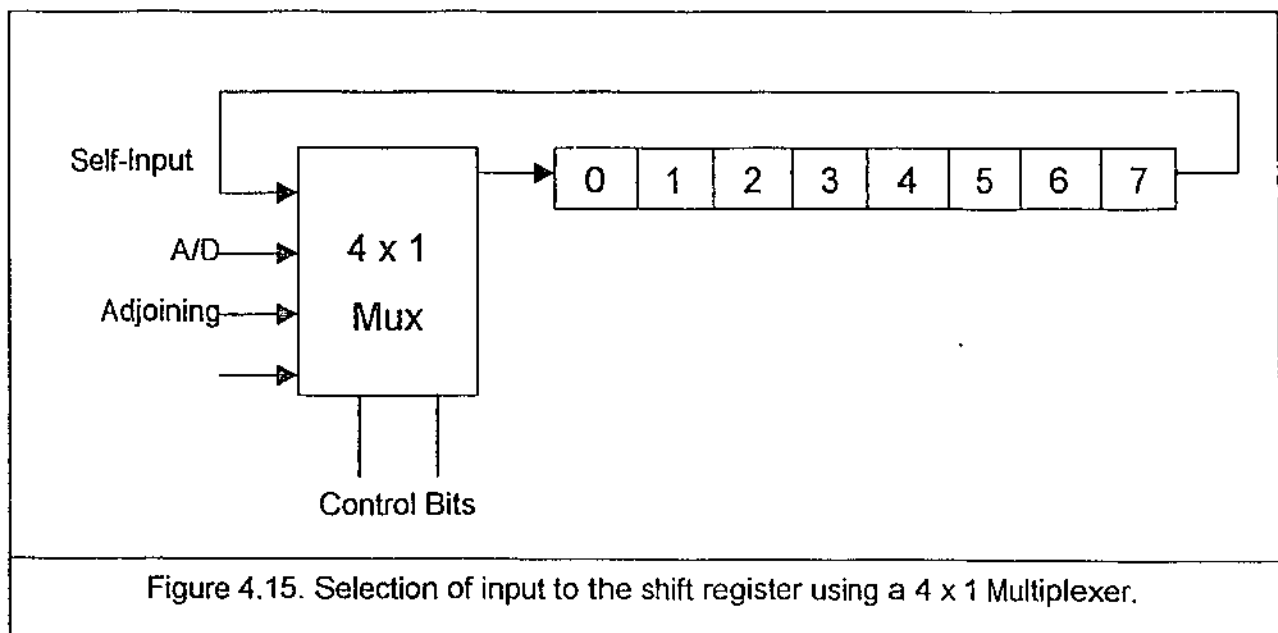 Self-Input
0 1 2 3 4 5 6 7
A/D
4 x 1
Adjoining
Mux
Control Bits
Figure 4.15. Selection of input to the shift register using a 4 x 1 Multiplexer.